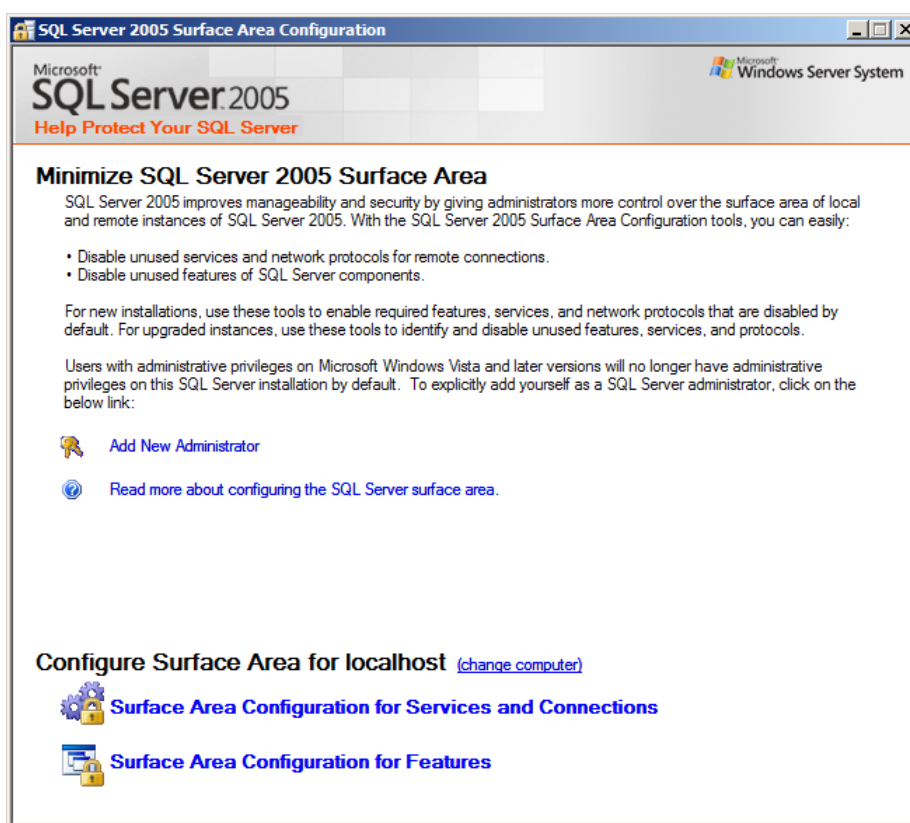 SQL Server 2005 Surface Area Configuration
Microsoft
SQL Server 2005
Help Protect Your SQL Server
Microsoft
Windows Server System
Minimize SQL Server 2005 Surface Area
SQL Server 2005 improves manageability and security by giving administrators more control over the surface area of local
and remote instances of SQL Server 2005. With the SQL Server 2005 Surface Area Configuration tools, you can easily:
• Disable unused services and network protocols for remote connections.
• Disable unused features of SQL Server components.
For new installations, use these tools to enable required features, services, and network protocols that are disabled by
default. For upgraded instances, use these tools to identify and disable unused features, services, and protocols.
Users with administrative privileges on Microsoft Windows Vista and later versions will no longer have administrative
privileges on this SQL Server installation by default. To explicitly add yourself as a SQL Server administrator, click on the
below link:
Add New Administrator
Read more about configuring the SQL Server surface area.
Configure Surface Area for localhost (change computer)
Surface Area Configuration for Services and Connections
Surface Area Configuration for Features